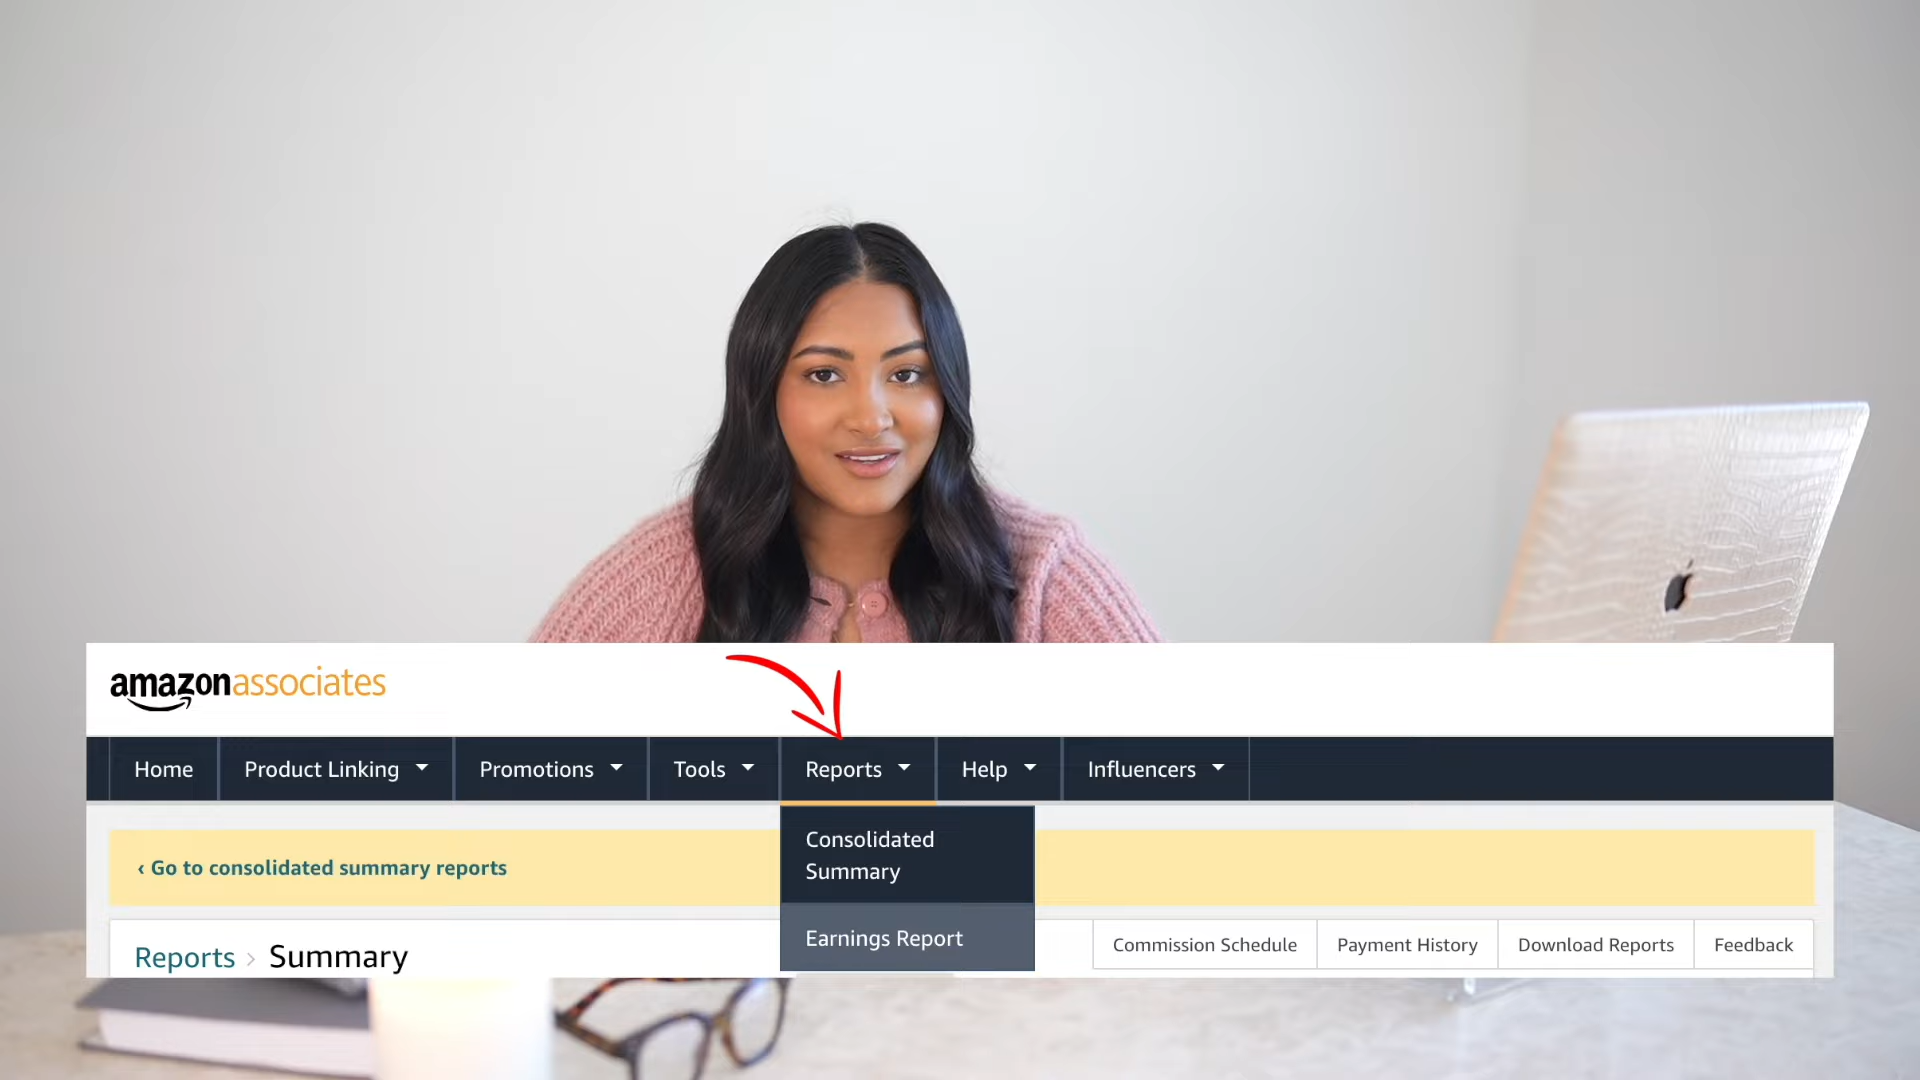 amazonassociates
Home Product Linking Promotions Tools Reports Help Influencers
Consolidated
Summary
‹ Go to consolidated summary reports
Earnings Report
Reports › Summary
Commission Schedule Payment History Download Reports Feedback